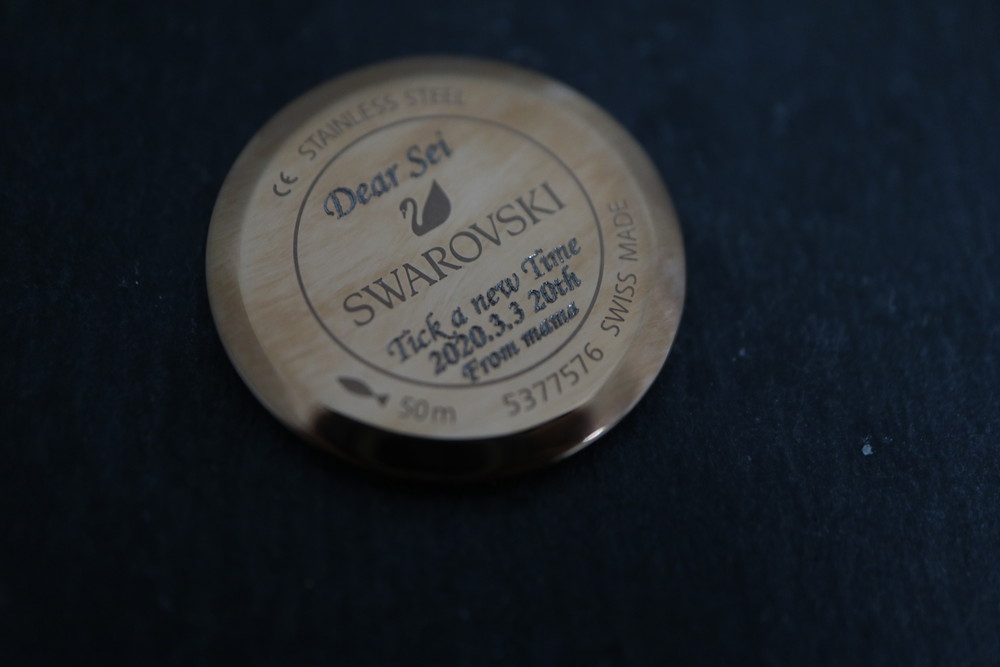 CE STAINLESS STEEL
Dear Sei
SWAROVSKI
Tick a new Time
2020.3.3 20th
From mama
50m 5377576 SWISS MADE